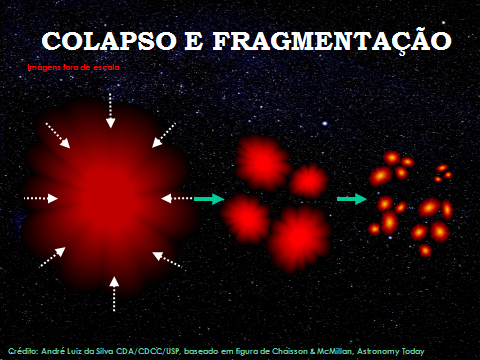 COLAPSO E FRAGMENTAÇÃO
Imagens fora de escala
Crédito: André Luiz da Silva CDA/CDCC/USP, baseado em figura de Chaisson & McMillan, Astronomy Today